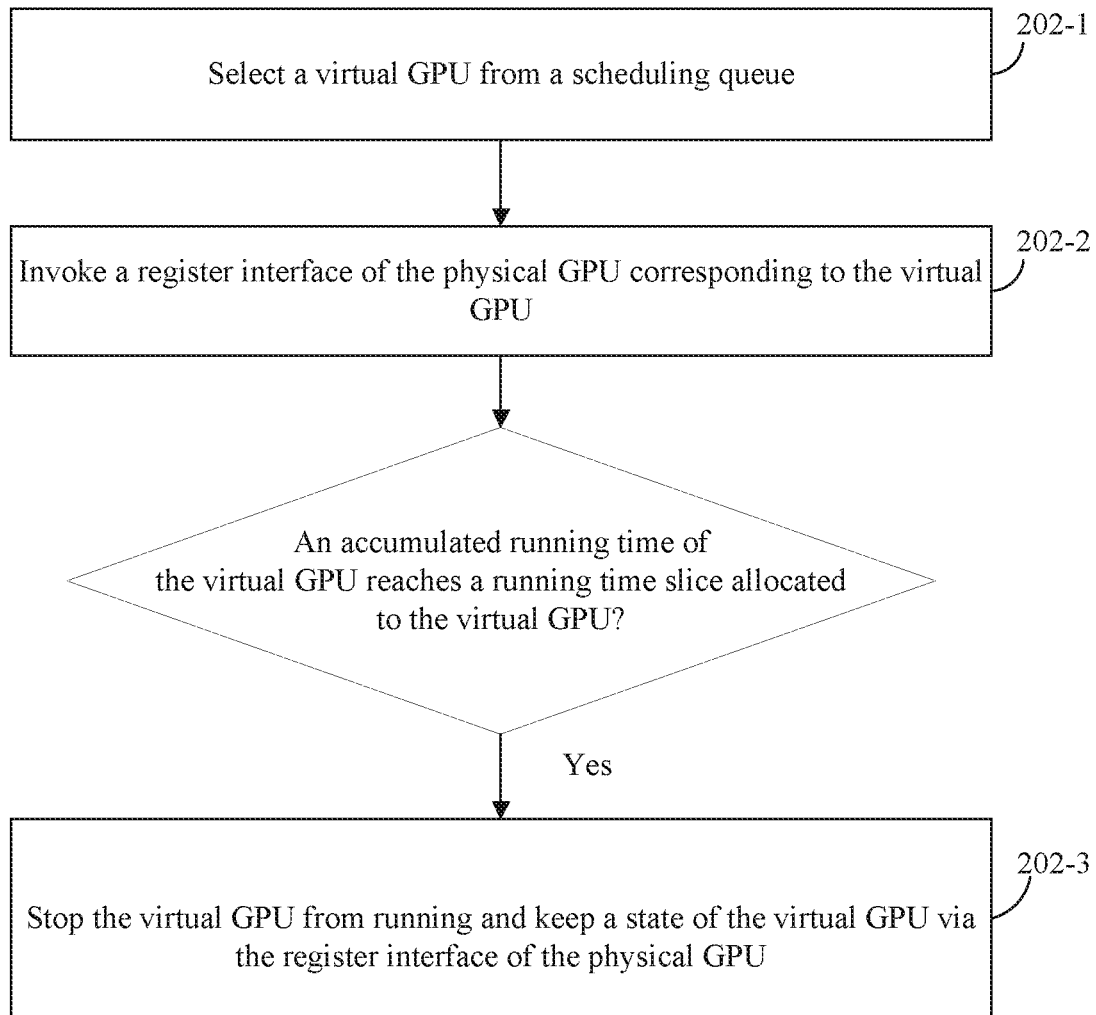 202-1
Select a virtual GPU from a scheduling queue
202-2
Invoke a register interface of the physical GPU corresponding to the virtual
GPU
An accumulated running time of
the virtual GPU reaches a running time slice allocated
to the virtual GPU?
Yes
202-3
Stop the virtual GPU from running and keep a state of the virtual GPU via
the register interface of the physical GPU